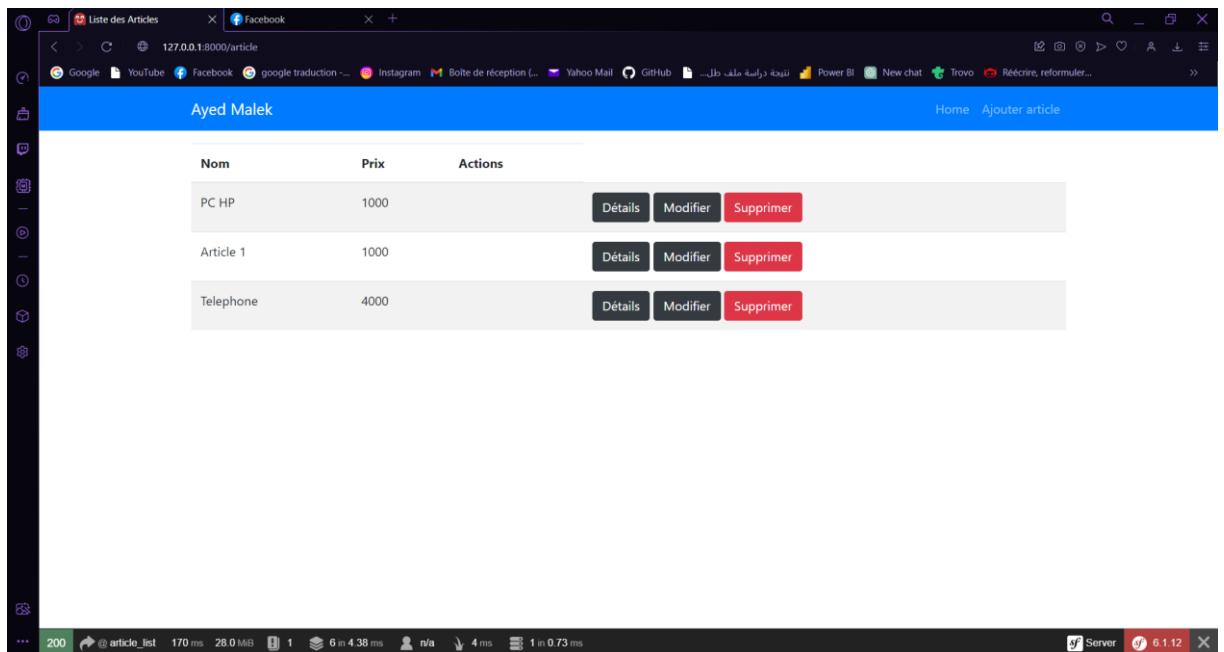 Liste des Articles Facebook
127.0.0.1:8000/article
Google YouTube Facebook google traduction -... Instagram Boîte de réception (... Yahoo Mail GitHub نتيجة دراسة ملف طل... Power BI New chat Trovo Réécrire, reformuler...
Ayed Malek Home Ajouter article
Nom Prix Actions
PC HP 1000 Détails Modifier Supprimer
Article 1 1000 Détails Modifier Supprimer
Telephone 4000 Détails Modifier Supprimer
200 @ article_list 170 ms 28.0 MiB 1 6 in 4.38 ms n/a 4 ms 1 in 0.73 ms Server 6.1.12